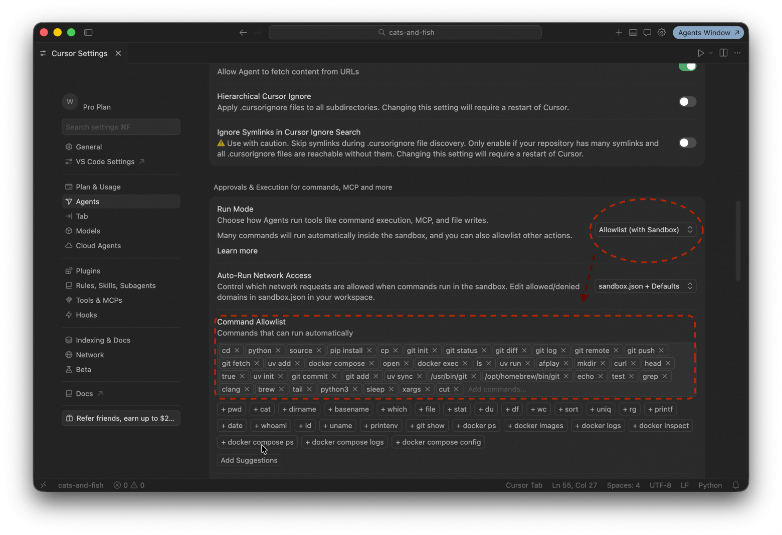 cats-and-fish
Agents Window ↗
Cursor Settings ×
W
Pro Plan
Search settings ⌘F
General
VS Code Settings ↗
Plan & Usage
Agents
Tab
Models
Cloud Agents
Plugins
Rules, Skills, Subagents
Tools & MCPs
Hooks
Indexing & Docs
Network
Beta
Docs ↗
Refer friends, earn up to $2...
Allow Agent to fetch content from URLs
Hierarchical Cursor Ignore
Apply .cursorignore files to all subdirectories. Changing this setting will require a restart of Cursor.
Ignore Symlinks in Cursor Ignore Search
⚠ Use with caution. Skip symlinks during .cursorignore file discovery. Only enable if your repository has many symlinks and
all .cursorignore files are reachable without them. Changing this setting will require a restart of Cursor.
Approvals & Execution for commands, MCP and more
Run Mode
Choose how Agents run tools like command execution, MCP, and file writes.
Many commands will run automatically inside the sandbox, and you can also allowlist other actions.
Allowlist (with Sandbox)
Learn more
Auto-Run Network Access
Control which network requests are allowed when commands run in the sandbox. Edit allowed/denied
domains in sandbox.json in your workspace.
sandbox.json + Defaults
Command Allowlist
Commands that can run automatically
cd × python × source × pip install × cp × git init × git status × git diff × git log × git remote × git push ×
git fetch × uv add × docker compose × open × docker exec × ls × uv run × afplay × mkdir × curl × head ×
true × uv init × git commit × git add × uv sync × /usr/bin/git × /opt/homebrew/bin/git × echo × test × grep ×
clang × brew × tail × python3 × sleep × xargs × cut × Add commands...
+ pwd + cat + dirname + basename + which + file + stat + du + df + wc + sort + uniq + rg + printf
+ date + whoami + id + uname + printenv + git show + docker ps + docker images + docker logs + docker inspect
+ docker compose ps + docker compose logs + docker compose config
Add Suggestions
cats-and-fish 0 0 Cursor Tab Ln 55, Col 27 Spaces: 4 UTF-8 LF Python